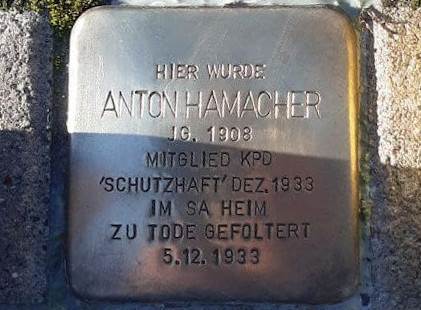 HIER WURDE
ANTON HAMACHER
JG. 1908
MITGLIED KPD
'SCHUTZHAFT' DEZ. 1933
IM SA HEIM
ZU TODE GEFOLTERT
5.12.1933